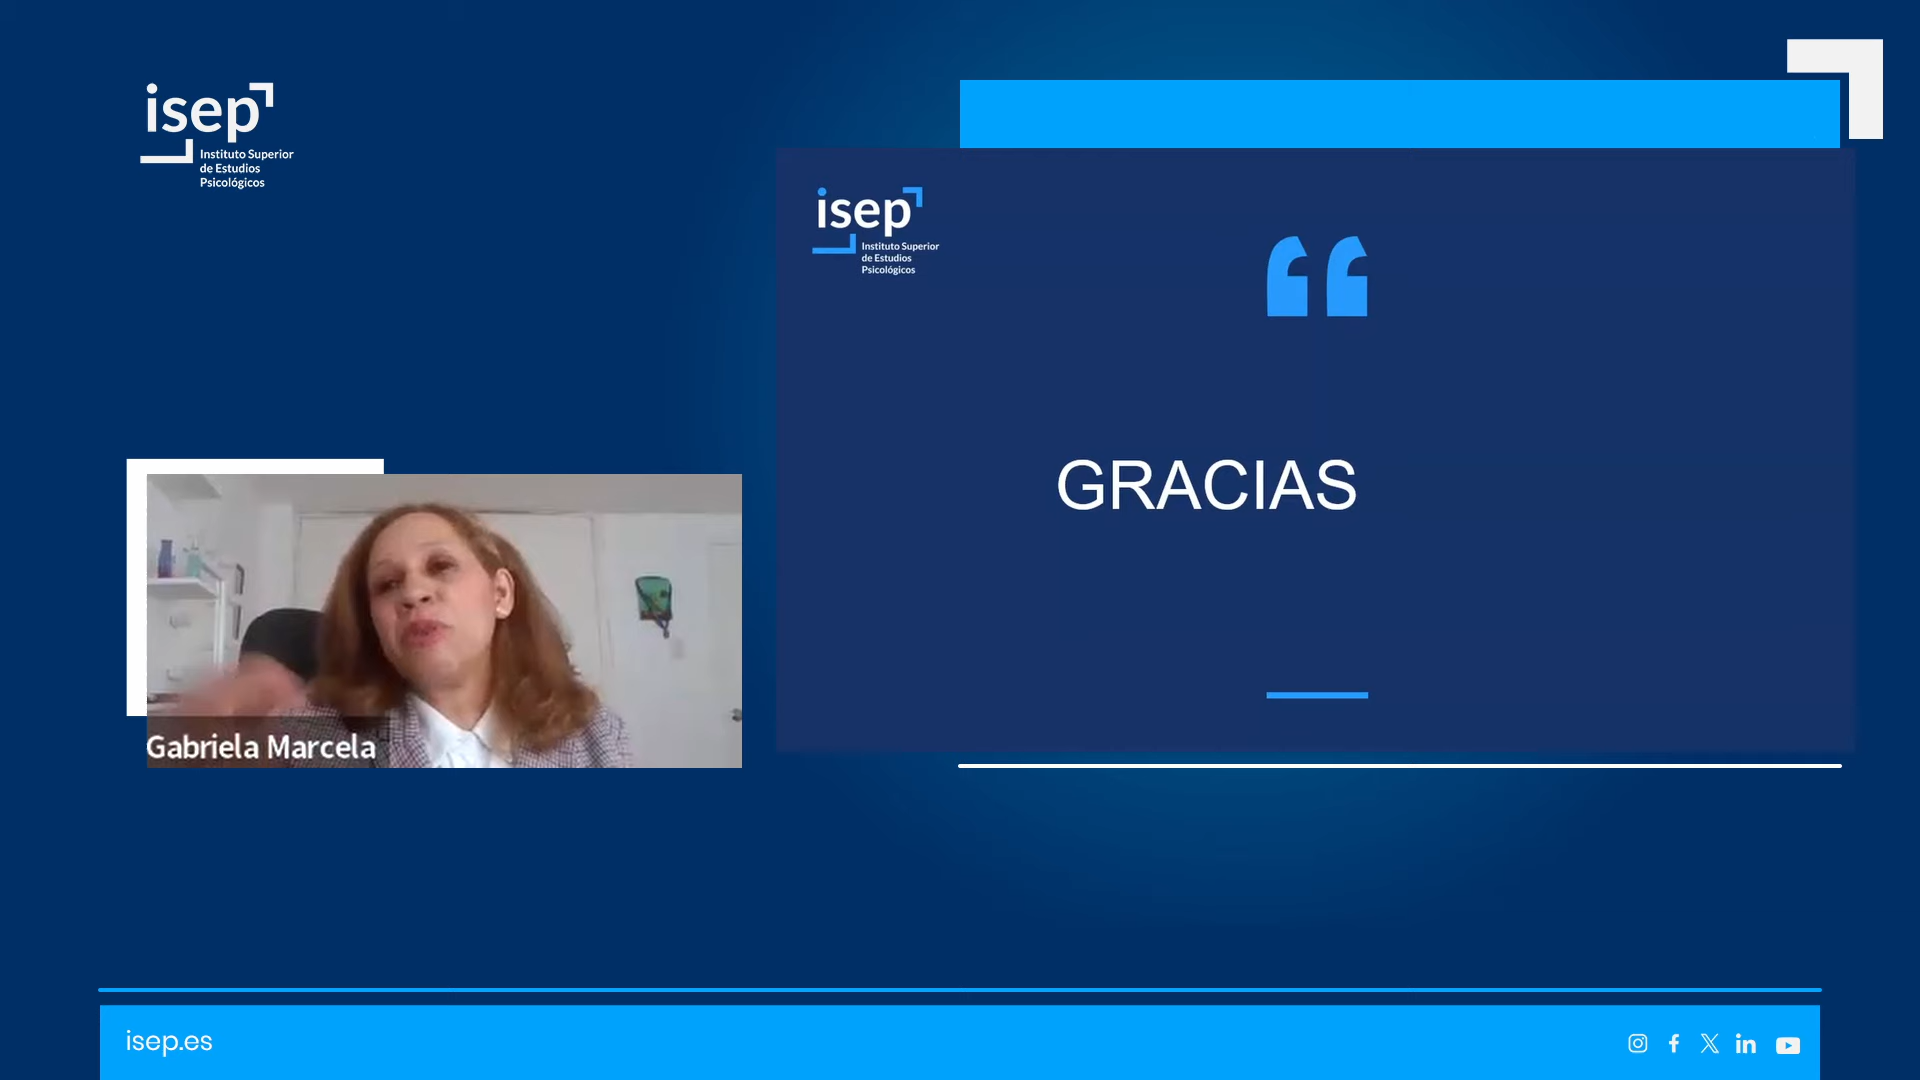 isep
Instituto Superior
de Estudios
Psicológicos
isep
Instituto Superior
de Estudios
Psicológicos
“
GRACIAS
Gabriela Marcela
isep.es